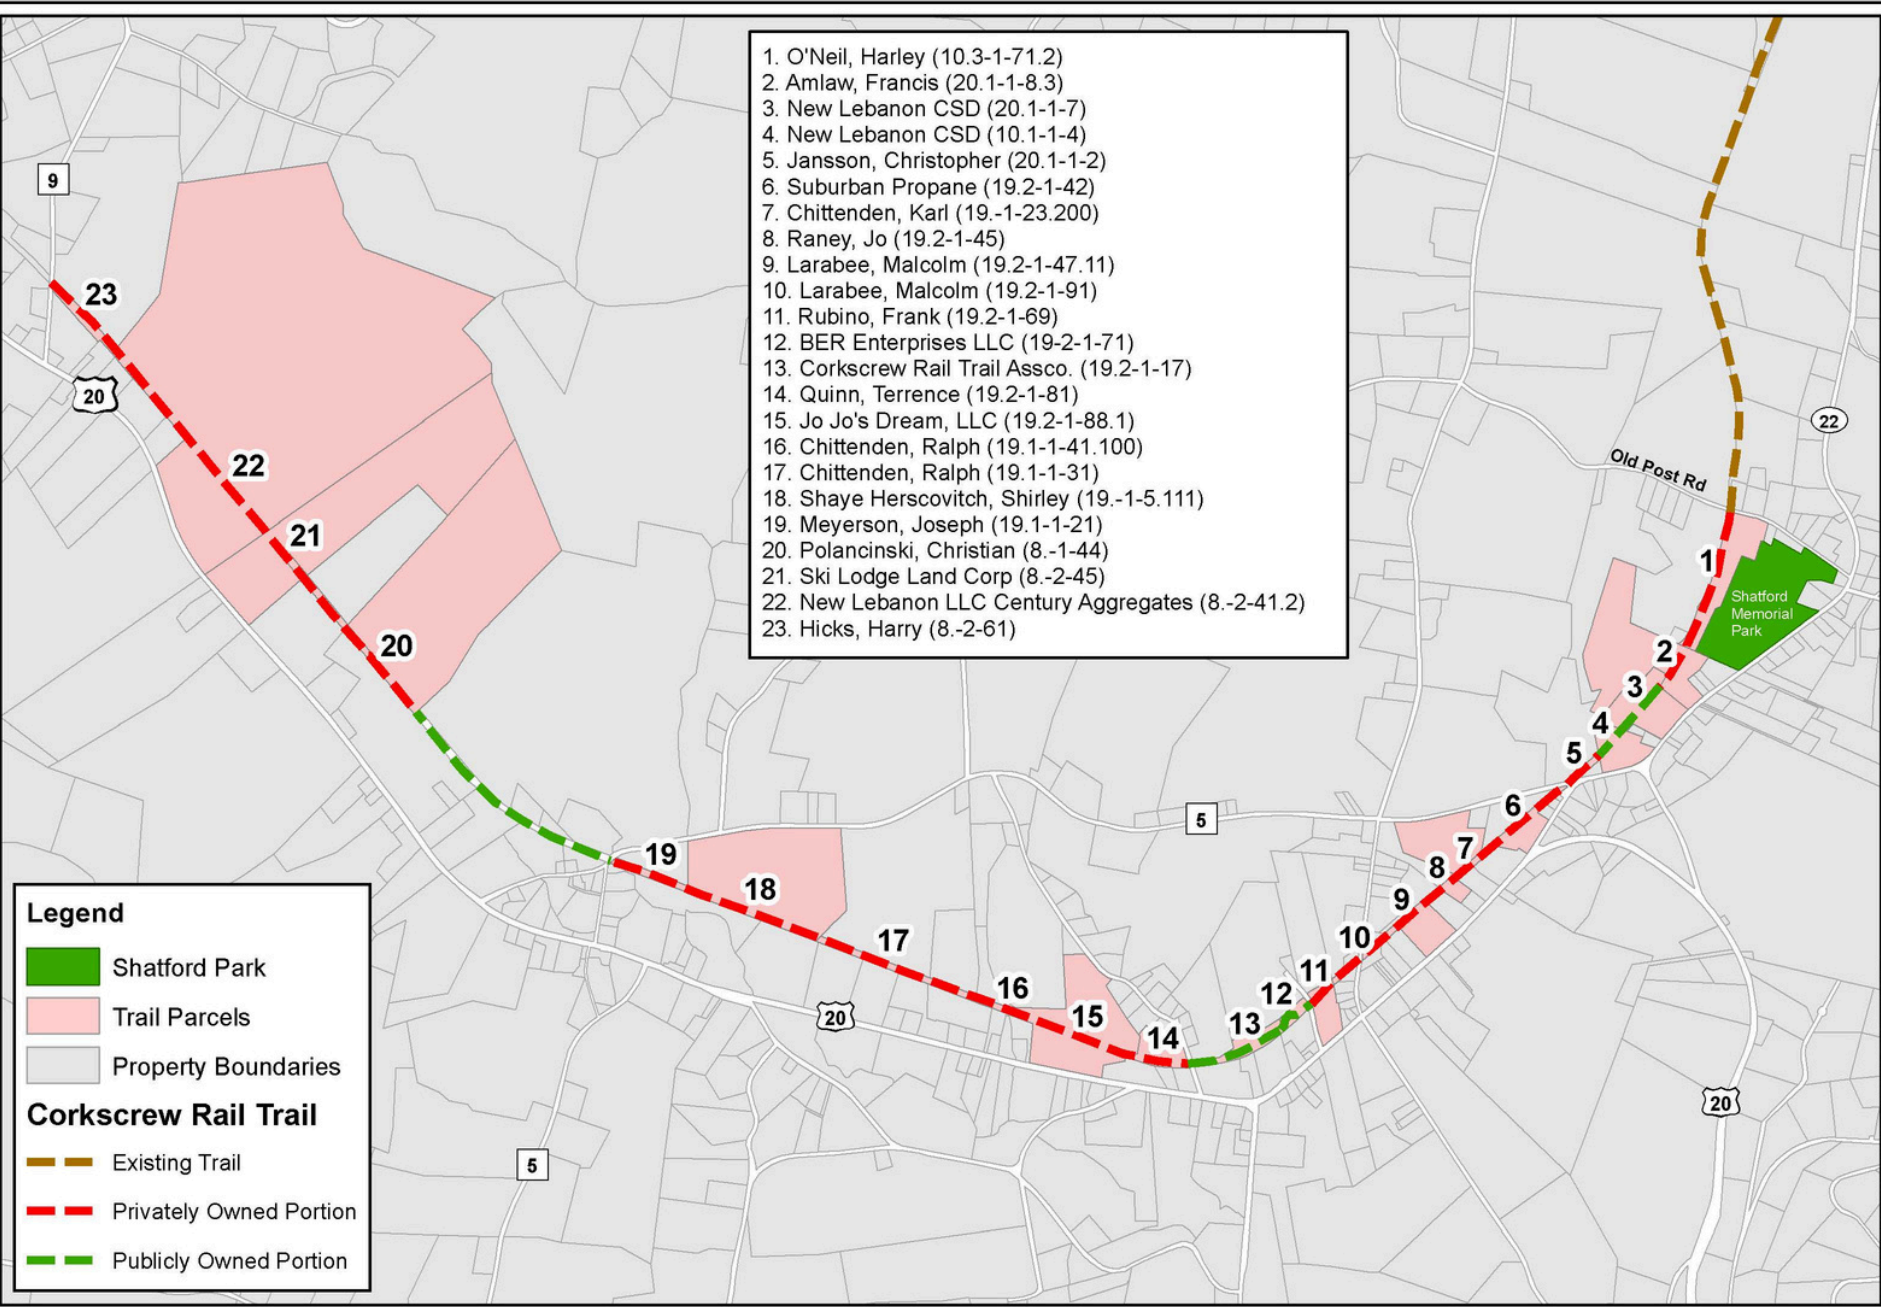 1. O'Neil, Harley (10.3-1-71.2)
2. Amlaw, Francis (20.1-1-8.3)
3. New Lebanon CSD (20.1-1-7)
4. New Lebanon CSD (10.1-1-4)
5. Jansson, Christopher (20.1-1-2)
6. Suburban Propane (19.2-1-42)
7. Chittenden, Karl (19.-1-23.200)
8. Raney, Jo (19.2-1-45)
9. Larabee, Malcolm (19.2-1-47.11)
10. Larabee, Malcolm (19.2-1-91)
11. Rubino, Frank (19.2-1-69)
12. BER Enterprises LLC (19-2-1-71)
13. Corkscrew Rail Trail Assco. (19.2-1-17)
14. Quinn, Terrence (19.2-1-81)
15. Jo Jo's Dream, LLC (19.2-1-88.1)
16. Chittenden, Ralph (19.1-1-41.100)
17. Chittenden, Ralph (19.1-1-31)
18. Shaye Herscovitch, Shirley (19.-1-5.111)
19. Meyerson, Joseph (19.1-1-21)
20. Polancinski, Christian (8.-1-44)
21. Ski Lodge Land Corp (8.-2-45)
22. New Lebanon LLC Century Aggregates (8.-2-41.2)
23. Hicks, Harry (8.-2-61)
9
23
20
22
21
20
22
Old Post Rd
1
Shatford
Memorial
Park
2
3
4
5
6
5
7
8
9
10
11
12
13
14
15
16
17
18
19
20
20
5
Legend
Shatford Park
Trail Parcels
Property Boundaries
Corkscrew Rail Trail
Existing Trail
Privately Owned Portion
Publicly Owned Portion